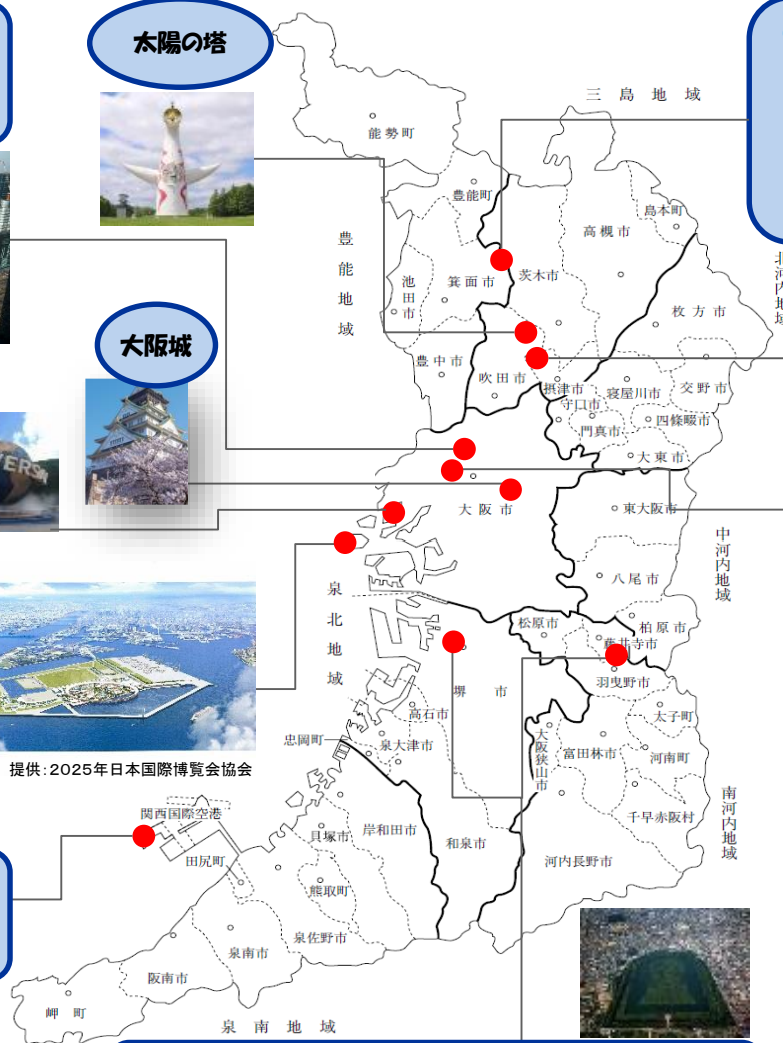 太陽の塔
三島地域
能勢町
豊能町
島本町
高槻市
豊能地域
茨木市
池田市
箕面市
北河内地域
枚方市
豊中市
吹田市
摂津市
寝屋川市
交野市
守口市
門真市
四條畷市
大東市
大阪城
大阪市
東大阪市
中河内地域
八尾市
泉北地域
松原市
柏原市
藤井寺市
羽曳野市
堺市
高石市
太子町
忠岡町
泉大津市
大阪狭山市
富田林市
河南町
提供：2025年日本国際博覧会協会
南河内地域
関西国際空港
千早赤阪村
貝塚市
岸和田市
和泉市
田尻町
河内長野市
熊取町
泉佐野市
泉南市
阪南市
岬町
泉南地域